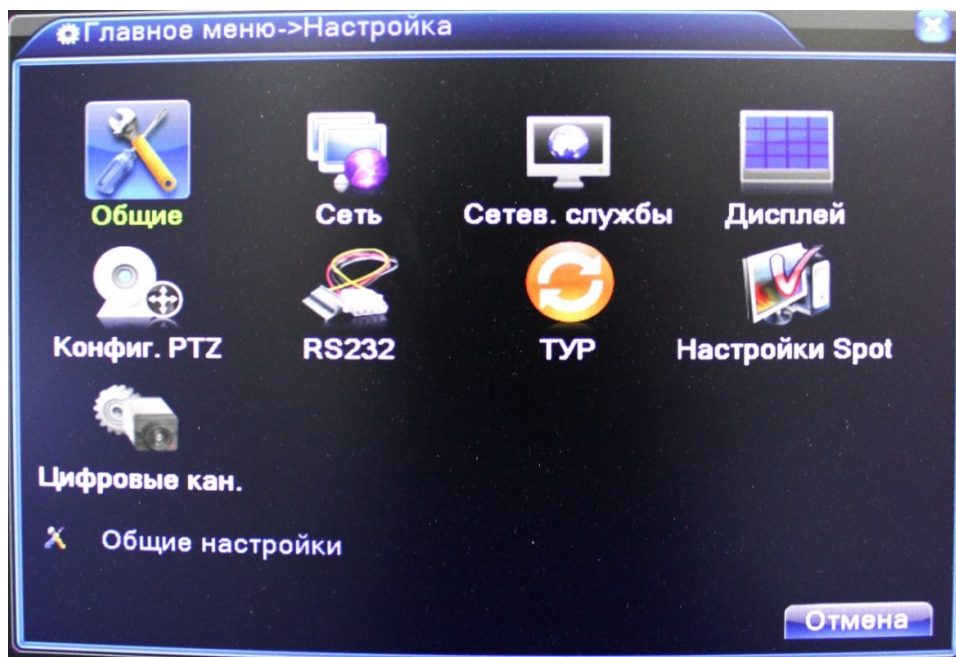 Главное меню->Настройка
Общие Сеть Сетев. службы Дисплей
Конфиг. PTZ RS232 ТУР Настройки Spot
Цифровые кан.
Общие настройки
Отмена